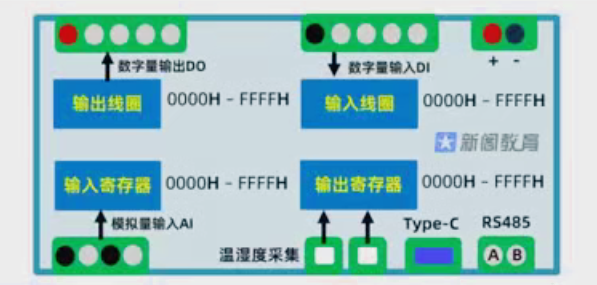 数字量输出DO
数字量输入DI
+ -
输出线圈
0000H - FFFFH
输入线圈
0000H - FFFFH
新阁教育
输入寄存器
0000H - FFFFH
输出寄存器
0000H - FFFFH
模拟量输入AI
Type-C
RS485
温湿度采集
A B